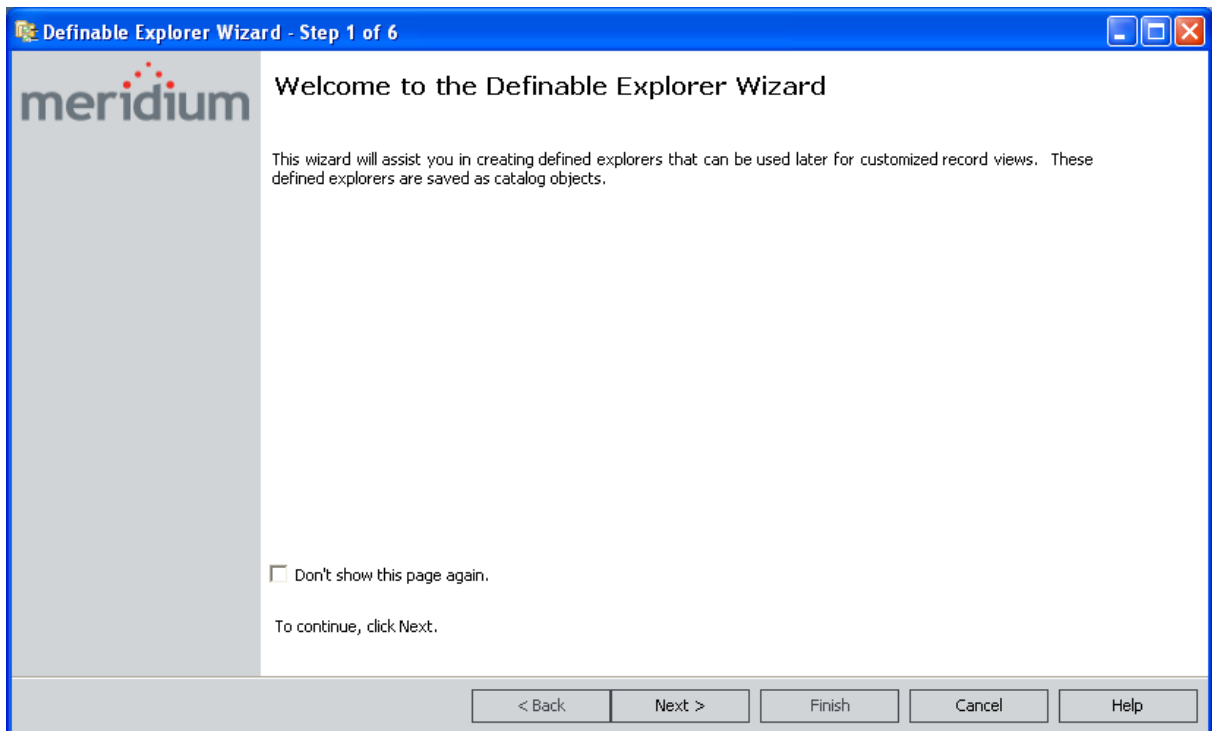 Definable Explorer Wizard - Step 1 of 6
meridium
Welcome to the Definable Explorer Wizard
This wizard will assist you in creating defined explorers that can be used later for customized record views. These
defined explorers are saved as catalog objects.
Don't show this page again.
To continue, click Next.
< Back
Next >
Finish
Cancel
Help